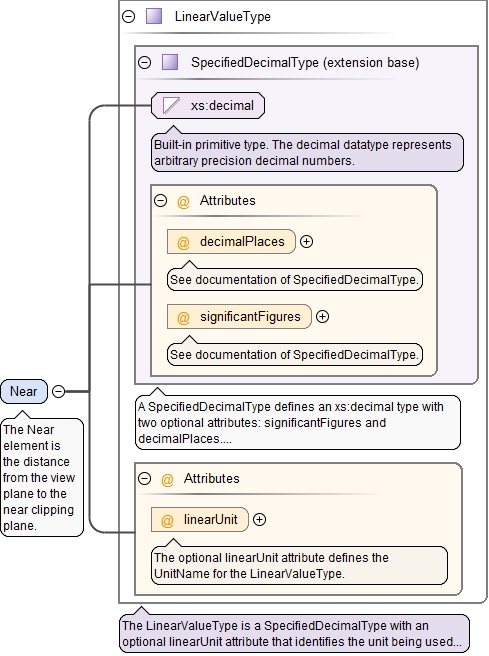 LinearValueType
SpecifiedDecimalType (extension base)
xs:decimal
Built-in primitive type. The decimal datatype represents
arbitrary precision decimal numbers.
@ Attributes
@ decimalPlaces
See documentation of SpecifiedDecimalType.
@ significantFigures
See documentation of SpecifiedDecimalType.
Near
The Near
element is
the distance
from the view
plane to the
near clipping
plane.
A SpecifiedDecimalType defines an xs:decimal type with
two optional attributes: significantFigures and
decimalPlaces....
@ Attributes
@ linearUnit
The optional linearUnit attribute defines the
UnitName for the LinearValueType.
The LinearValueType is a SpecifiedDecimalType with an
optional linearUnit attribute that identifies the unit being used...